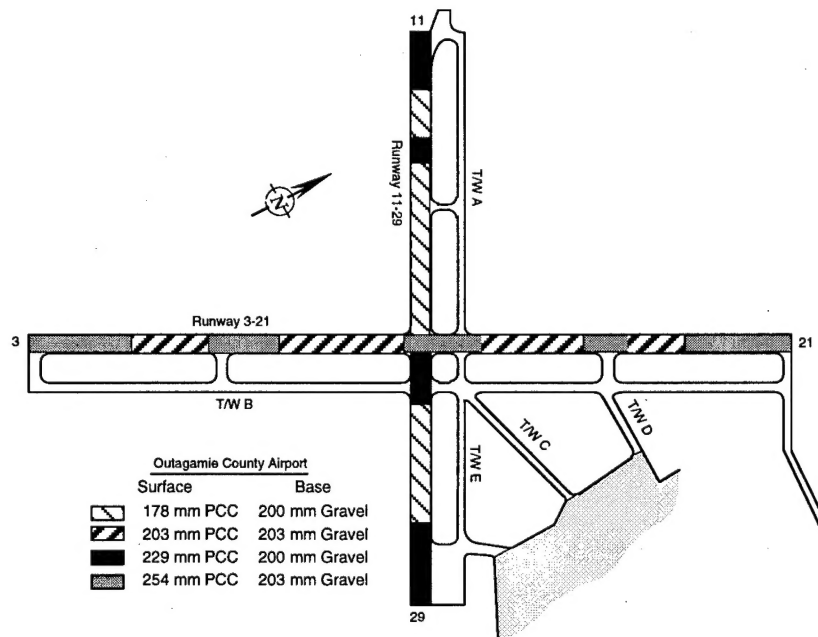 11
Runway 11-29
T/W A
N
Runway 3-21
3
21
T/W B
T/W C
T/W D
T/W E
Outagamie County Airport
Surface Base
178 mm PCC 200 mm Gravel
203 mm PCC 203 mm Gravel
229 mm PCC 200 mm Gravel
254 mm PCC 203 mm Gravel
29